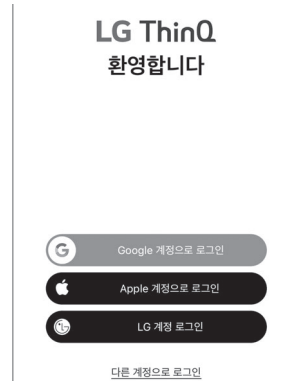 LG ThinQ
환영합니다
Google 계정으로 로그인
Apple 계정으로 로그인
LG 계정 로그인
다른 계정으로 로그인